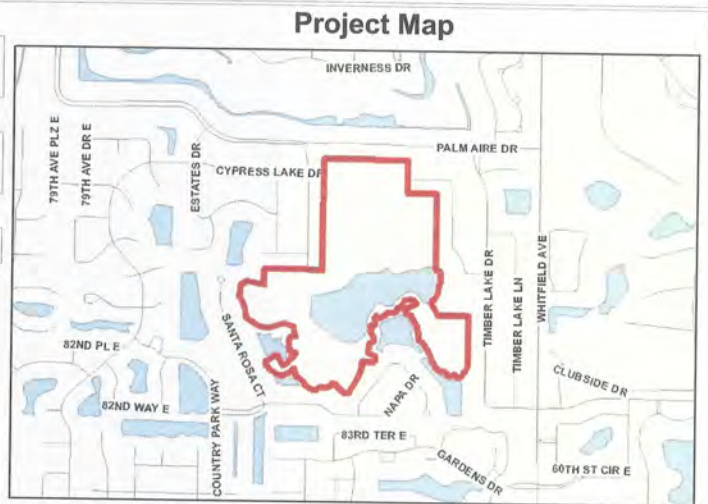 Project Map
INVERNESS DR
PALM AIRE DR
79TH AVE PLZ E
79TH AVE DR E
ESTATES DR
CYPRESS LAKE DR
TIMBER LAKE DR
TIMBER LAKE LN
WHITFIELD AVE
SANTA ROSA CT
82ND PL E
82ND WAY E
COUNTRY PARK WAY
NAPA DR
CLUBSIDE DR
83RD TER E
GARDENS DR
60TH ST CIR E